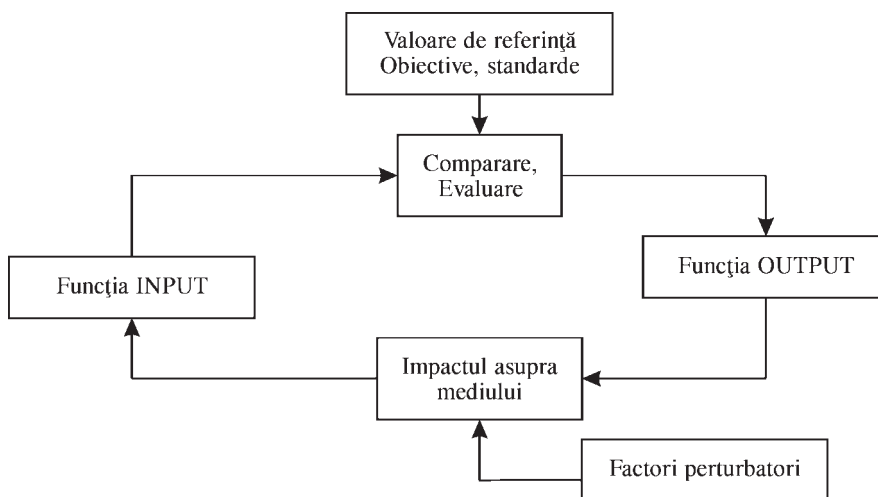 Valoare de referinţă
Obiective, standarde
Comparare,
Evaluare
Funcţia INPUT
Funcţia OUTPUT
Impactul asupra
mediului
Factori perturbatori